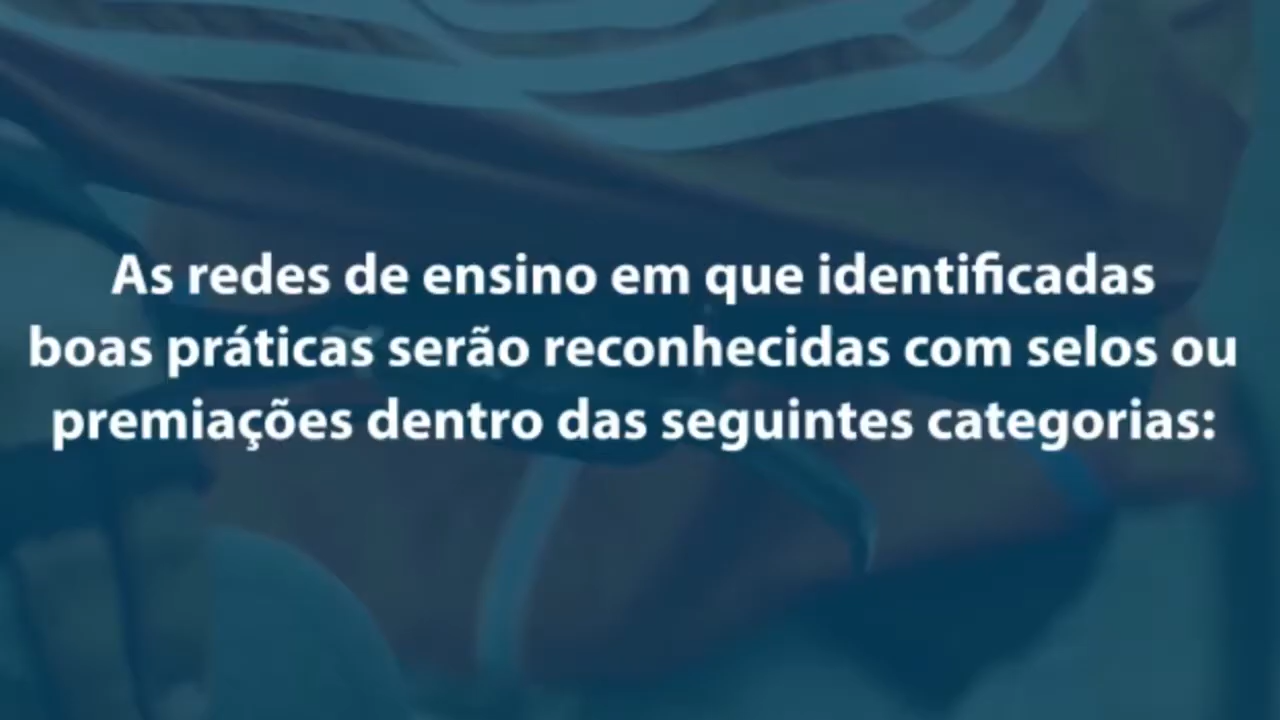 As redes de ensino em que identificadas
boas práticas serão reconhecidas com selos ou
premiações dentro das seguintes categorias: